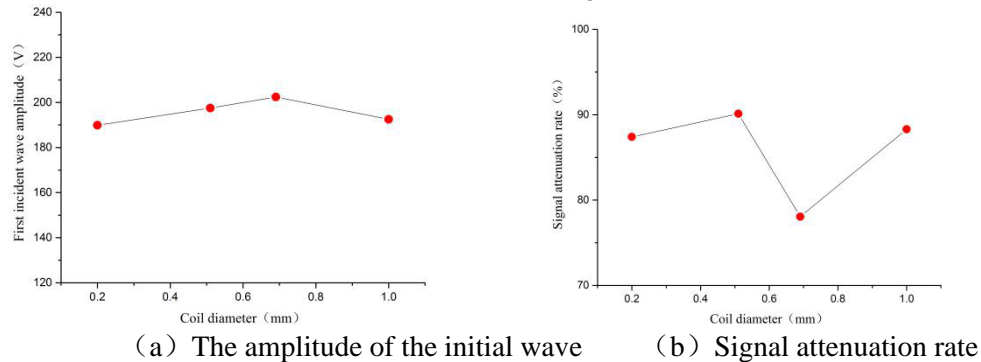 240
220
200
180
160
140
120
First incident wave amplitude（V）
0.2 0.4 0.6 0.8 1.0
Coil diameter（mm）
100
90
80
70
Signal attenuation rate（%）
0.2 0.4 0.6 0.8 1.0
Coil diameter（mm）
（a）The amplitude of the initial wave （b）Signal attenuation rate